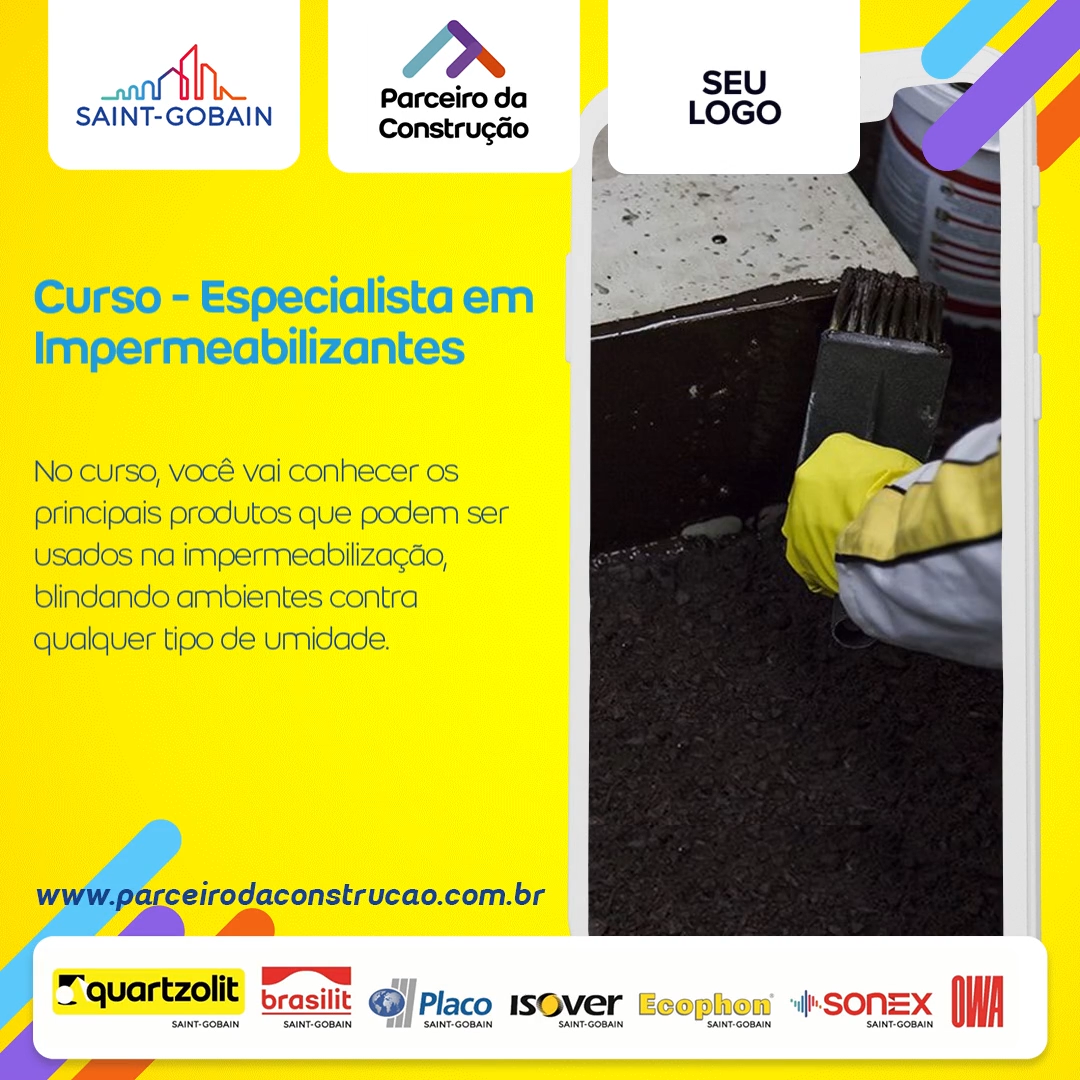 SAINT-GOBAIN
Parceiro da
Construção
SEU
LOGO
Curso - Especialista em
Impermeabilizantes
No curso, você vai conhecer os
principais produtos que podem ser
usados na impermeabilização,
blindando ambientes contra
qualquer tipo de umidade.
www.parceirodaconstrucao.com.br
quartzolit
SAINT-GOBAIN
brasilit
SAINT-GOBAIN
Placo
SAINT-GOBAIN
ISOVER
SAINT-GOBAIN
Ecophon®
SAINT-GOBAIN
SONEX
SAINT-GOBAIN
OWA